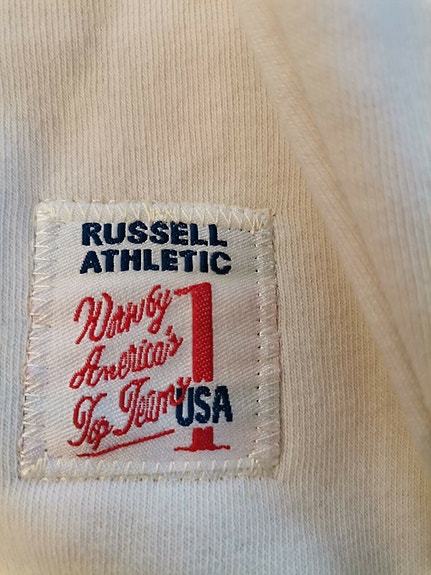 RUSSELL
ATHLETIC
Worn by
America's
Top Teams
1
USA